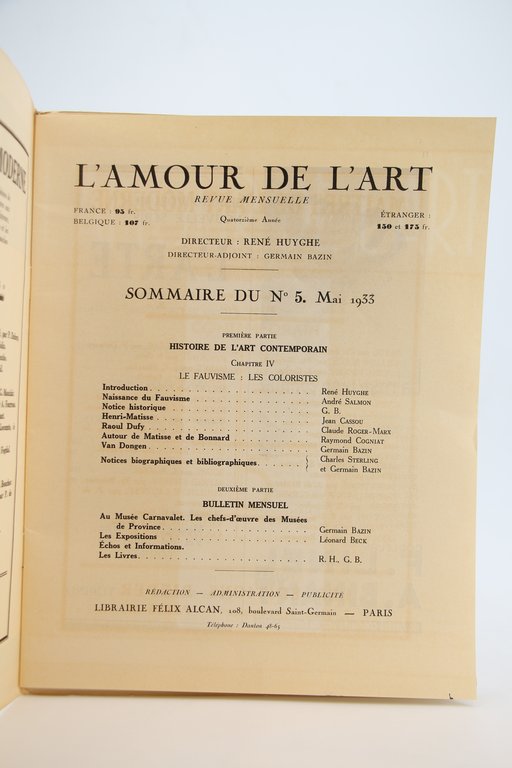 MODERNE
L'AMOUR DE L'ART
REVUE MENSUELLE
FRANCE : 95 fr.
BELGIQUE : 107 fr.
Quatorzième Année
ÉTRANGER :
150 et 175 fr.
DIRECTEUR : RENÉ HUYGHE
DIRECTEUR-ADJOINT : GERMAIN BAZIN
SOMMAIRE DU No 5. Mai 1933
PREMIÈRE PARTIE
HISTOIRE DE L'ART CONTEMPORAIN
CHAPITRE IV
LE FAUVISME : LES COLORISTES
Introduction . . . . . . . . . . René HUYGHE
Naissance du Fauvisme . . . . . . . . . . André SALMON
Notice historique . . . . . . . . . . G. B.
Henri-Matisse . . . . . . . . . . Jean CASSOU
Raoul Dufy . . . . . . . . . . Claude ROGER-MARX
Autour de Matisse et de Bonnard . . . . . . . . . . Raymond COGNIAT
Van Dongen . . . . . . . . . . Germain BAZIN
Notices biographiques et bibliographiques . . . . . . } Charles STERLING
et Germain BAZIN
DEUXIÈME PARTIE
BULLETIN MENSUEL
Au Musée Carnavalet. Les chefs-d'œuvre des Musées
de Province . . . . . . . . . . Germain BAZIN
Les Expositions . . . . . . . . . . Léonard BECK
Échos et Informations.
Les Livres . . . . . . . . . . R. H., G. B.
RÉDACTION — ADMINISTRATION — PUBLICITÉ
LIBRAIRIE FÉLIX ALCAN, 108, boulevard Saint-Germain — PARIS
Téléphone : Danton 48-65